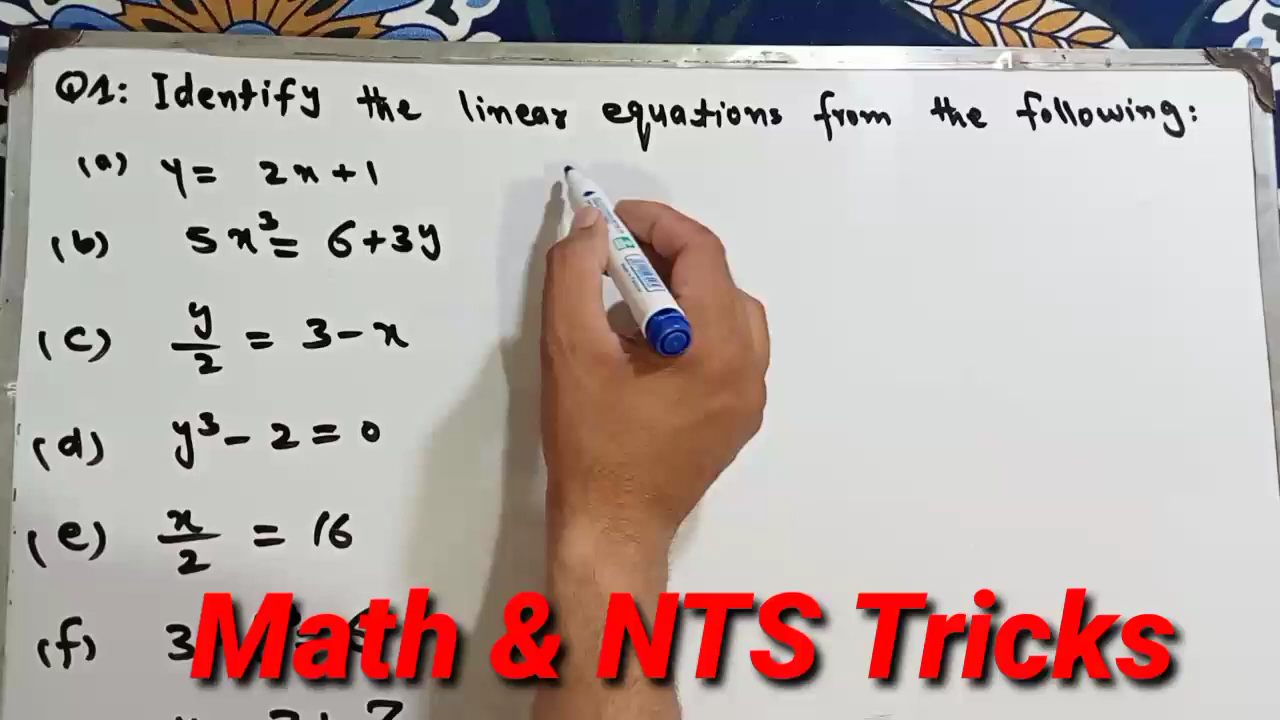 Q1: Identify the linear equations from the following:
(a) y = 2x + 1
(b) 5x³ = 6 + 3y
(c) y/2 = 3 - x
(d) y³ - 2 = 0
(e) x/2 = 16
(f) 3
Math & NTS Tricks